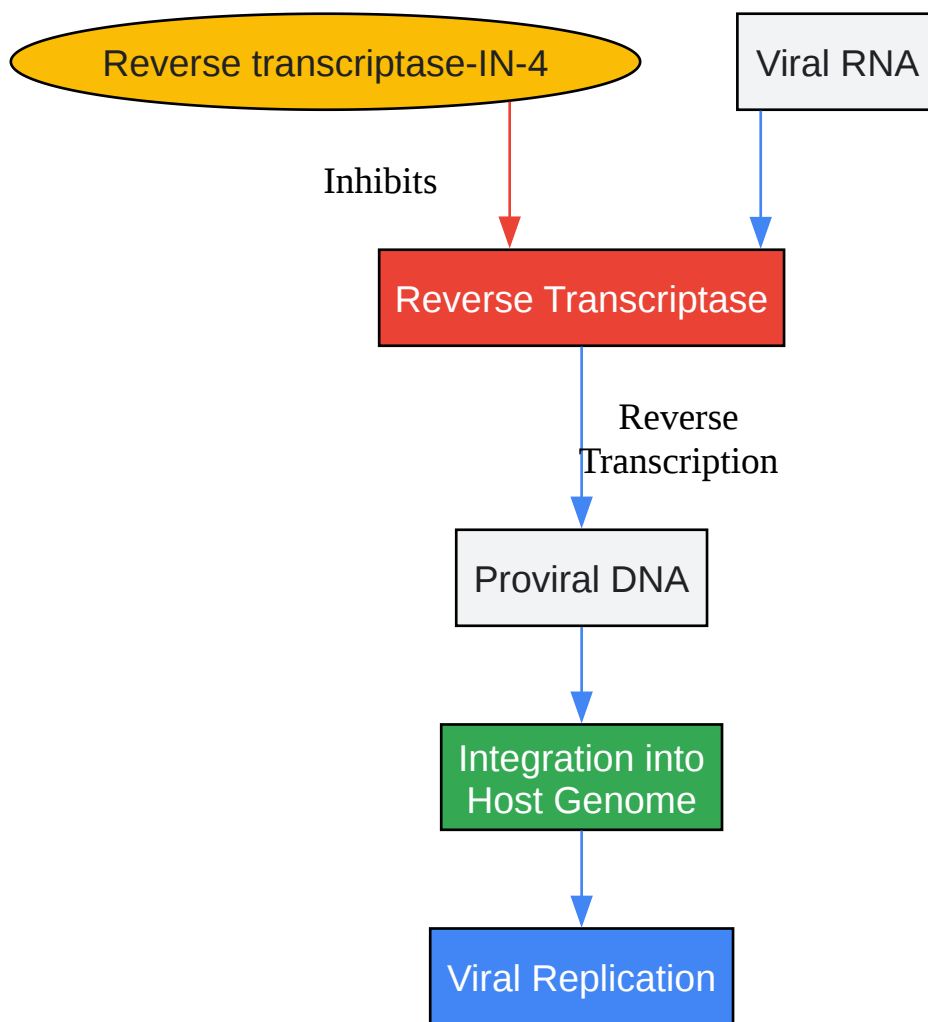 Reverse transcriptase-IN-4
Viral RNA
Inhibits
Reverse Transcriptase
Reverse
Transcription
Proviral DNA
Integration into
Host Genome
Viral Replication